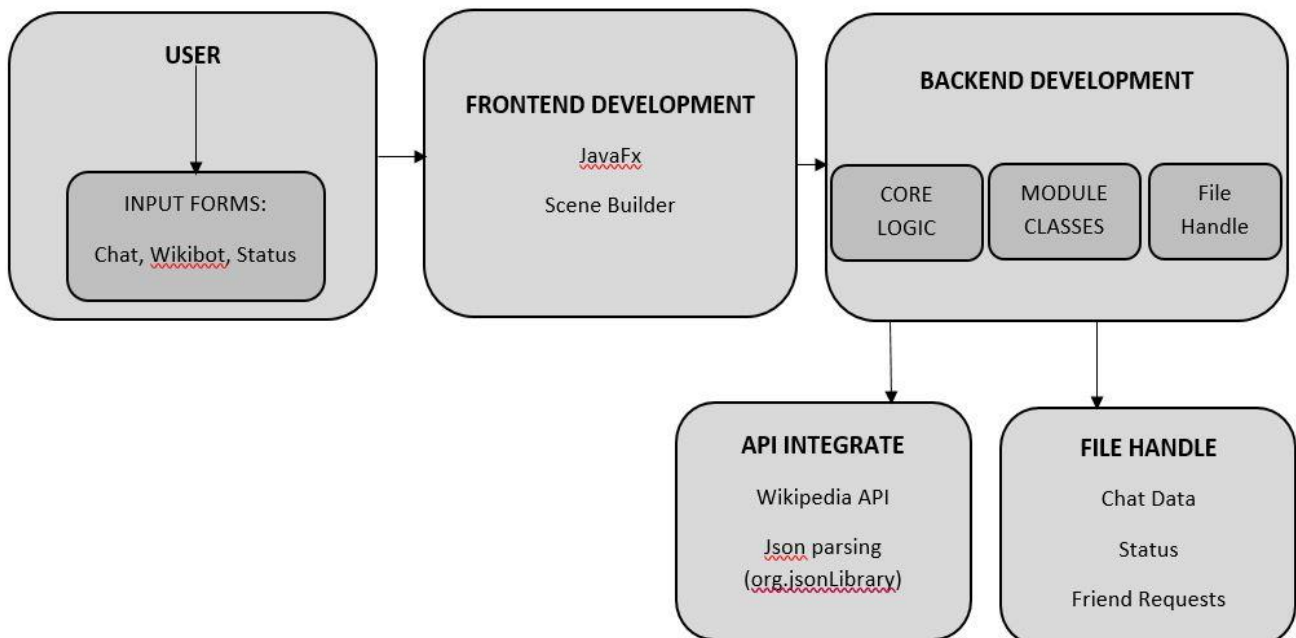 USER
INPUT FORMS:
Chat, Wikibot, Status
FRONTEND DEVELOPMENT
JavaFx
Scene Builder
BACKEND DEVELOPMENT
CORE
LOGIC
MODULE
CLASSES
File
Handle
API INTEGRATE
Wikipedia API
Json parsing
(org.jsonLibrary)
FILE HANDLE
Chat Data
Status
Friend Requests